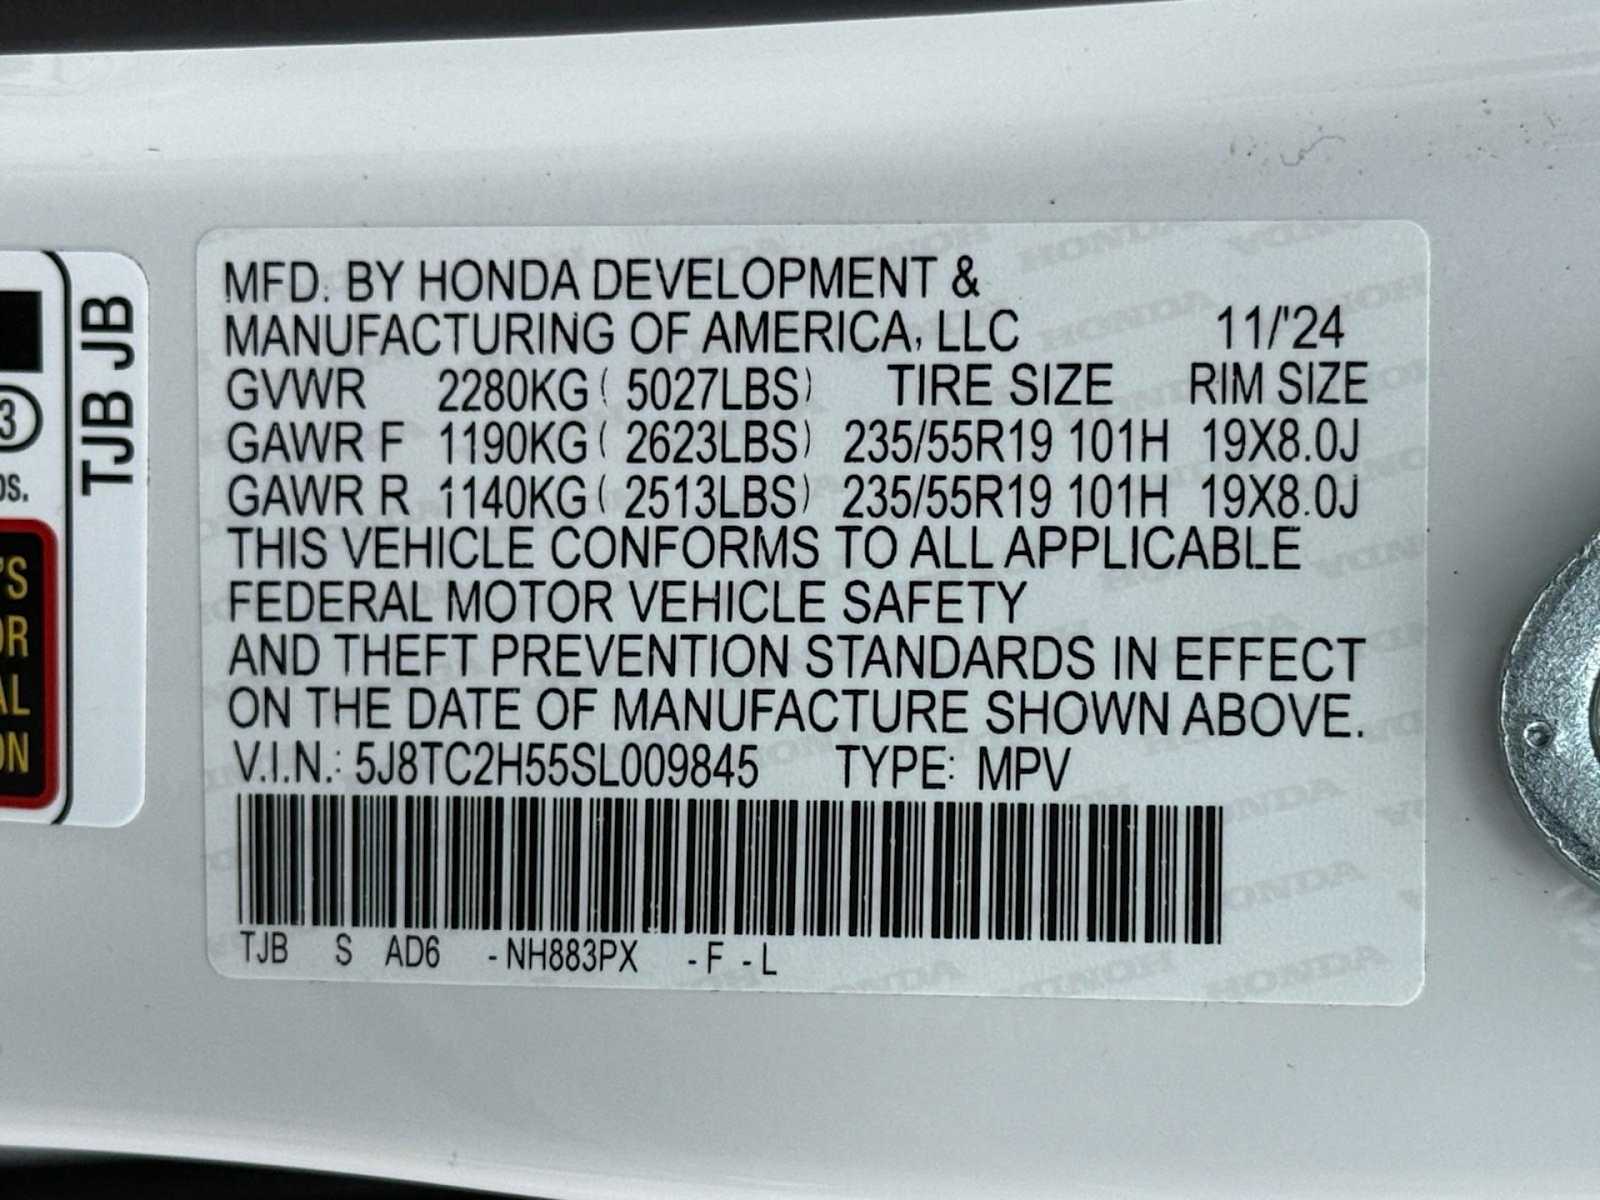 MFD. BY HONDA DEVELOPMENT &
MANUFACTURING OF AMERICA, LLC 11/'24
GVWR 2280KG ( 5027LBS) TIRE SIZE RIM SIZE
GAWR F 1190KG ( 2623LBS) 235/55R19 101H 19X8.0J
GAWR R 1140KG ( 2513LBS) 235/55R19 101H 19X8.0J
THIS VEHICLE CONFORMS TO ALL APPLICABLE
FEDERAL MOTOR VEHICLE SAFETY
AND THEFT PREVENTION STANDARDS IN EFFECT
ON THE DATE OF MANUFACTURE SHOWN ABOVE.
V.I.N.: 5J8TC2H55SL009845 TYPE: MPV
TJB S AD6 -NH883PX -F -L
TJB JB
3